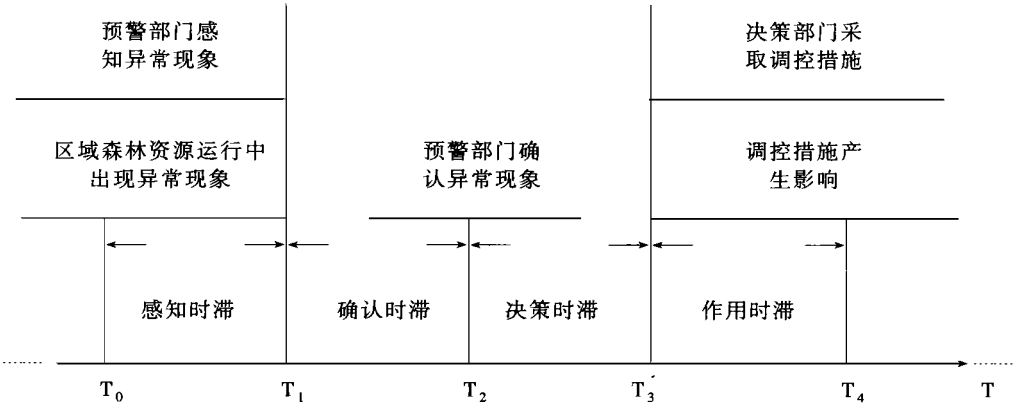 预警部门感
知异常现象
决策部门采
取调控措施
区域森林资源运行中
出现异常现象
预警部门确
认异常现象
调控措施产
生影响
感知时滞
确认时滞
决策时滞
作用时滞
T0
T1
T2
T3
T4
T